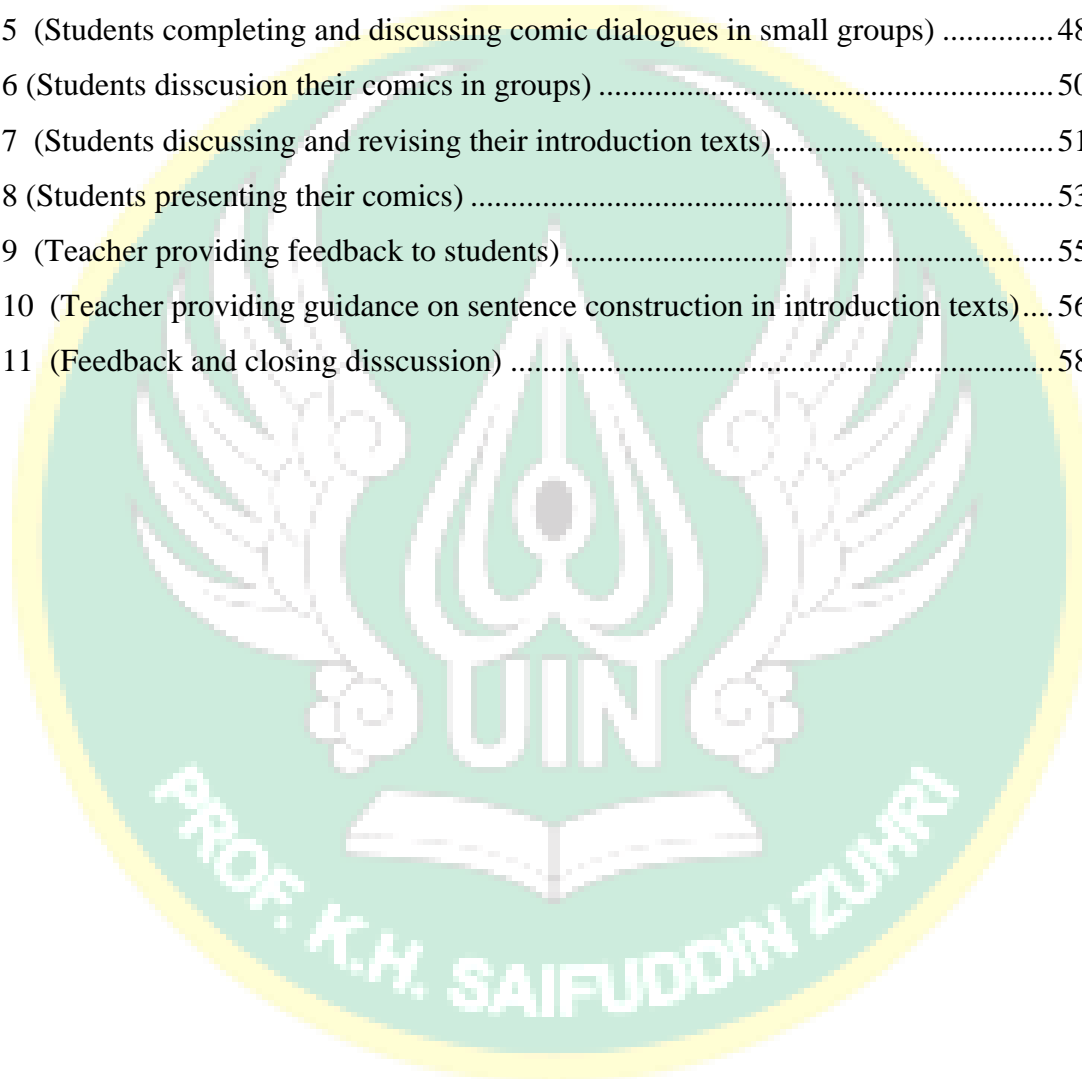 5 (Students completing and discussing comic dialogues in small groups) ............. 48
6 (Students disscusion their comics in groups) ................................................ 50
7 (Students discussing and revising their introduction texts)............................. 51
8 (Students presenting their comics) ............................................................. 53
9 (Teacher providing feedback to students) .................................................... 55
10 (Teacher providing guidance on sentence construction in introduction texts).... 56
11 (Feedback and closing disscussion) .......................................................... 58
UIN
PROF. K.H. SAIFUDDIN ZUHRI